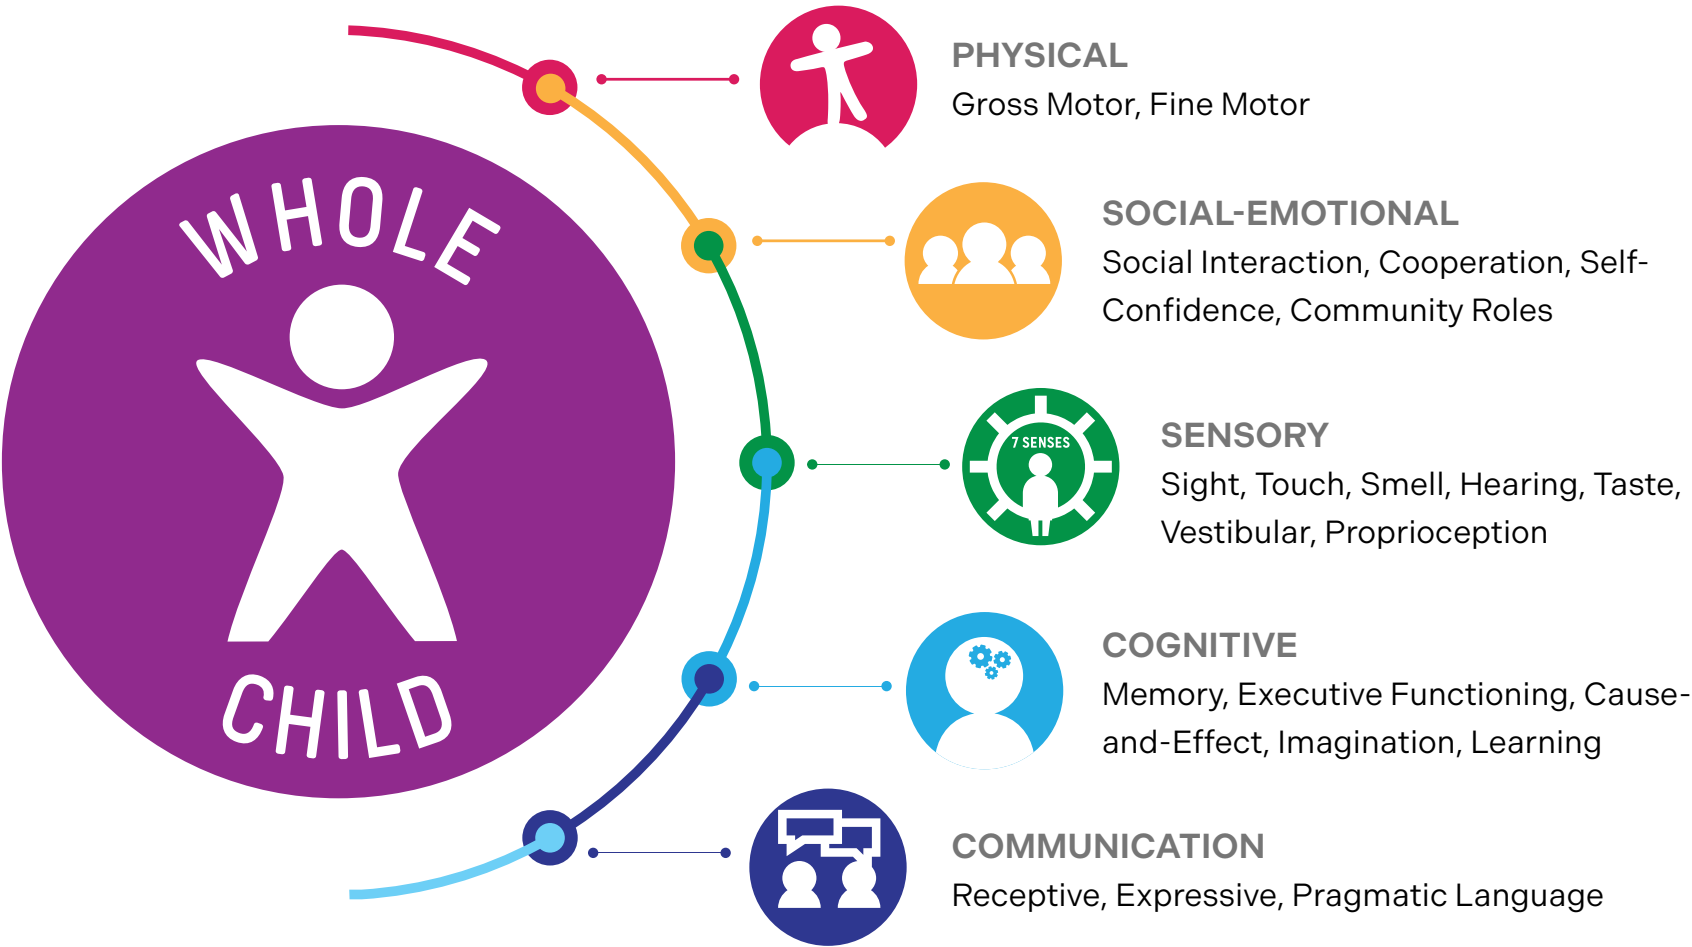 WHOLE
CHILD
PHYSICAL
Gross Motor, Fine Motor
SOCIAL-EMOTIONAL
Social Interaction, Cooperation, Self-
Confidence, Community Roles
7 SENSES
SENSORY
Sight, Touch, Smell, Hearing, Taste,
Vestibular, Proprioception
COGNITIVE
Memory, Executive Functioning, Cause-
and-Effect, Imagination, Learning
COMMUNICATION
Receptive, Expressive, Pragmatic Language